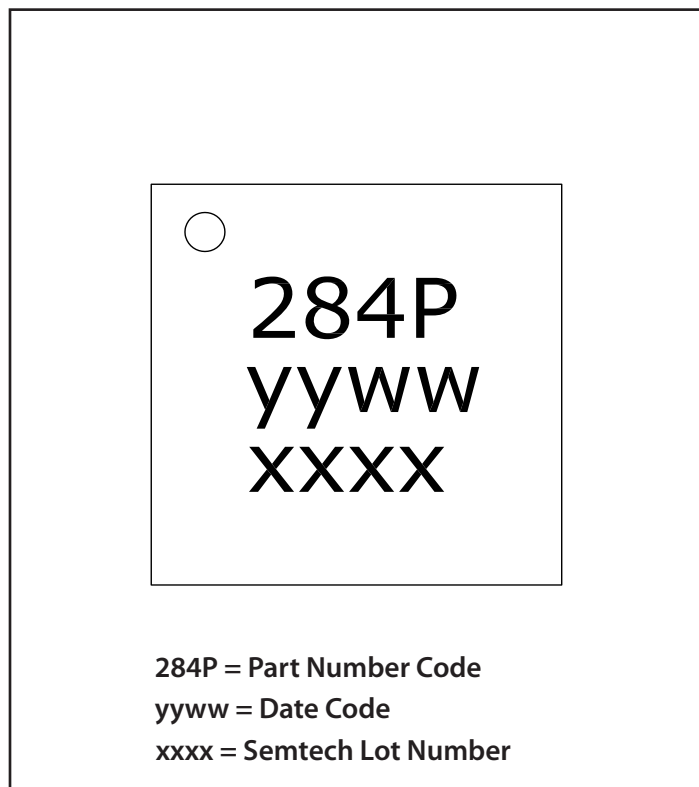 284P
yyww
xxxx
284P = Part Number Code
yyww = Date Code
xxxx = Semtech Lot Number